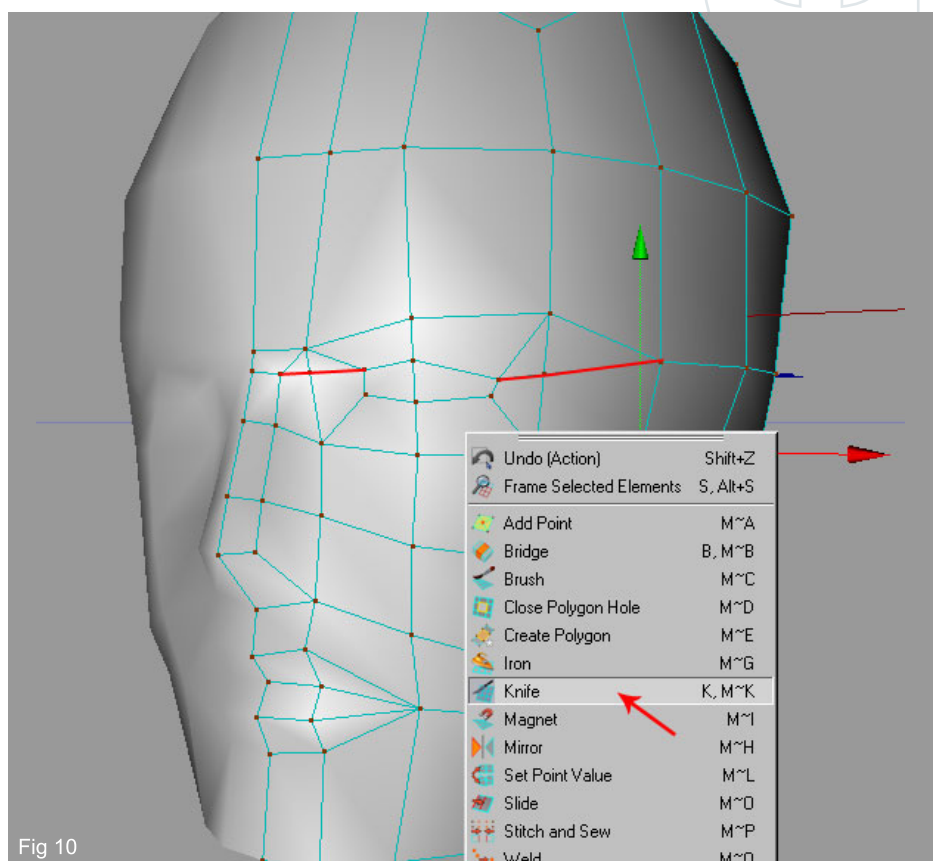 Undo (Action) Shift+Z
Frame Selected Elements S, Alt+S
Add Point M~A
Bridge B, M~B
Brush M~C
Close Polygon Hole M~D
Create Polygon M~E
Iron M~G
Knife K, M~K
Magnet M~I
Mirror M~H
Set Point Value M~L
Slide M~O
Stitch and Sew M~P
Weld M~Q
Fig 10